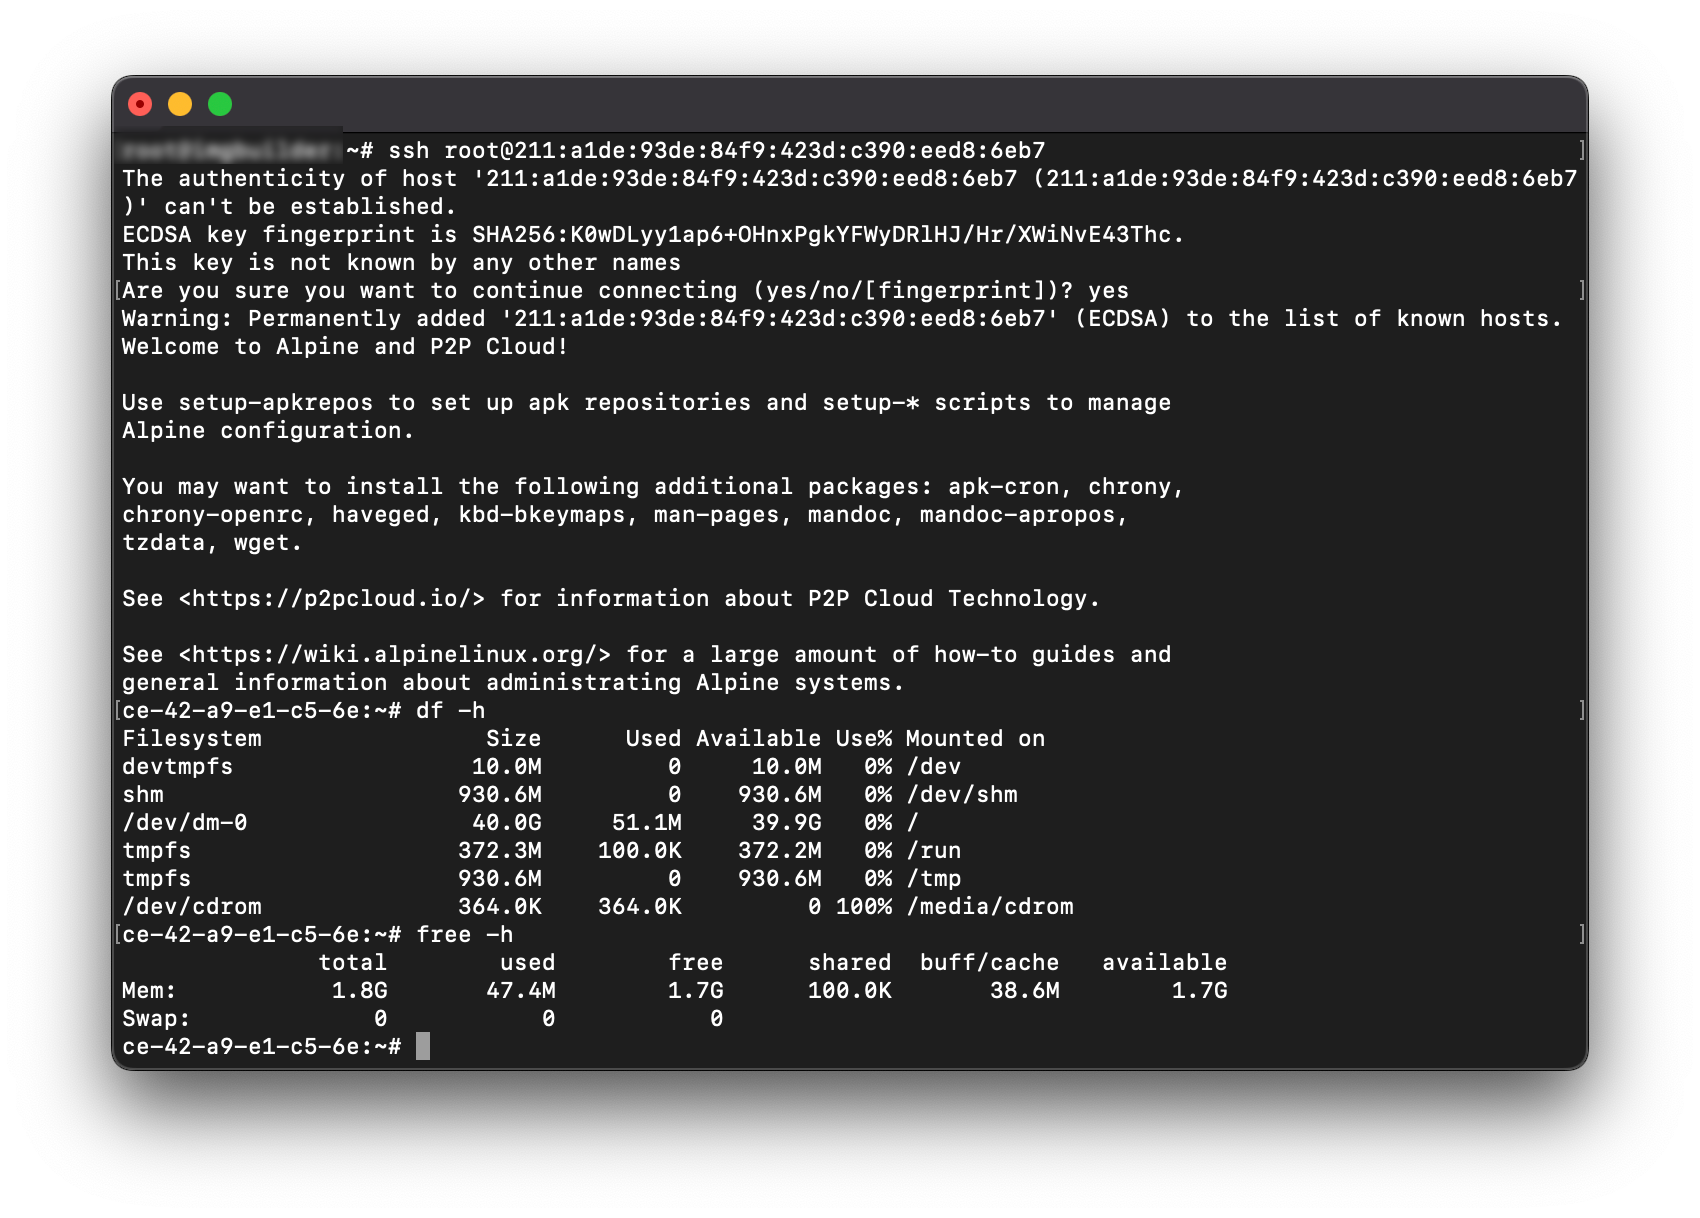 ~# ssh root@211:a1de:93de:84f9:423d:c390:eed8:6eb7
The authenticity of host '211:a1de:93de:84f9:423d:c390:eed8:6eb7 (211:a1de:93de:84f9:423d:c390:eed8:6eb7
)' can't be established.
ECDSA key fingerprint is SHA256:K0wDLyy1ap6+OHnxPgkYFWyDRlHJ/Hr/XWiNvE43Thc.
This key is not known by any other names
[Are you sure you want to continue connecting (yes/no/[fingerprint])? yes ]
Warning: Permanently added '211:a1de:93de:84f9:423d:c390:eed8:6eb7' (ECDSA) to the list of known hosts.
Welcome to Alpine and P2P Cloud!

Use setup-apkrepos to set up apk repositories and setup-* scripts to manage
Alpine configuration.

You may want to install the following additional packages: apk-cron, chrony,
chrony-openrc, haveged, kbd-bkeymaps, man-pages, mandoc, mandoc-apropos,
tzdata, wget.

See <https://p2pcloud.io/> for information about P2P Cloud Technology.

See <https://wiki.alpinelinux.org/> for a large amount of how-to guides and
general information about administrating Alpine systems.
[ce-42-a9-e1-c5-6e:~# df -h ]
Filesystem                Size      Used Available Use% Mounted on
devtmpfs                 10.0M         0     10.0M   0% /dev
shm                     930.6M         0    930.6M   0% /dev/shm
/dev/dm-0                40.0G     51.1M     39.9G   0% /
tmpfs                   372.3M    100.0K    372.2M   0% /run
tmpfs                   930.6M         0    930.6M   0% /tmp
/dev/cdrom              364.0K    364.0K         0 100% /media/cdrom
[ce-42-a9-e1-c5-6e:~# free -h ]
              total        used        free      shared  buff/cache   available
Mem:           1.8G       47.4M        1.7G      100.0K       38.6M        1.7G
Swap:             0           0           0
ce-42-a9-e1-c5-6e:~#